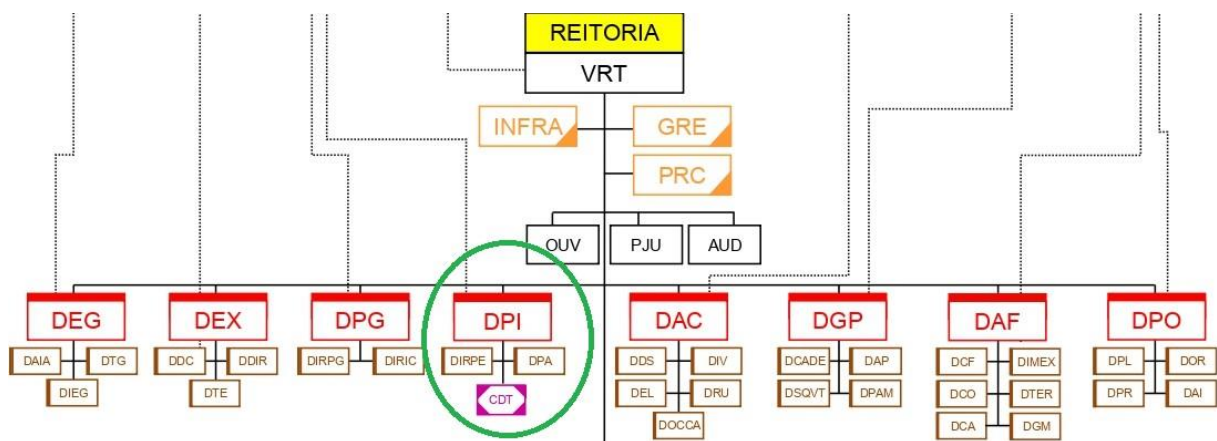 REITORIA
VRT
INFRA GRE
PRC
OUV PJU AUD
DEG DEX DPG DPI DAC DGP DAF DPO
DAIA DTG DDC DDIR DIRPG DIRIC DIRPE DPA DDS DIV DCADE DAP DCF DIMEX DPL DOR
DIEG DTE CDT DEL DRU DSQVT DPAM DCO DTER DPR DAI
DOCCA DCA DGM